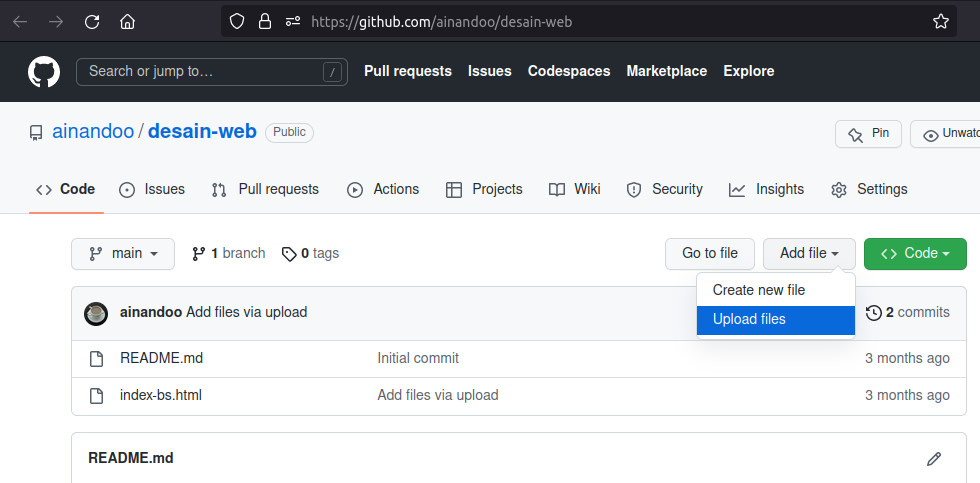 https://github.com/ainandoo/desain-web
Search or jump to… / Pull requests Issues Codespaces Marketplace Explore
ainandoo / desain-web Public Pin Unwatc
Code Issues Pull requests Actions Projects Wiki Security Insights Settings
main 1 branch 0 tags Go to file Add file Code
Create new file
ainandoo Add files via upload 2 commits
Upload files
README.md Initial commit 3 months ago
index-bs.html Add files via upload 3 months ago
README.md